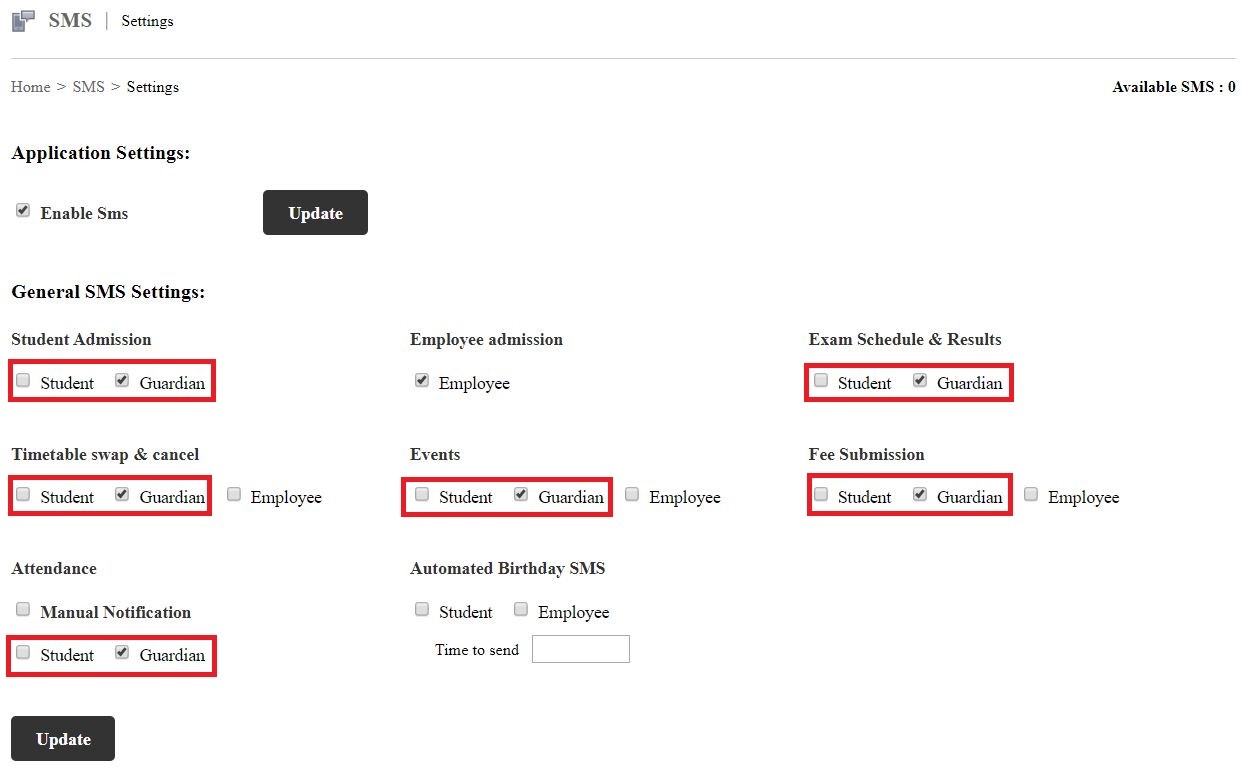 SMS | Settings
Home > SMS > Settings Available SMS : 0
Application Settings:
Enable Sms Update
General SMS Settings:
Student Admission Employee admission Exam Schedule & Results
Student Guardian Employee Student Guardian
Timetable swap & cancel Events Fee Submission
Student Guardian Employee Student Guardian Employee Student Guardian Employee
Attendance Automated Birthday SMS
Manual Notification Student Employee
Student Guardian Time to send
Update